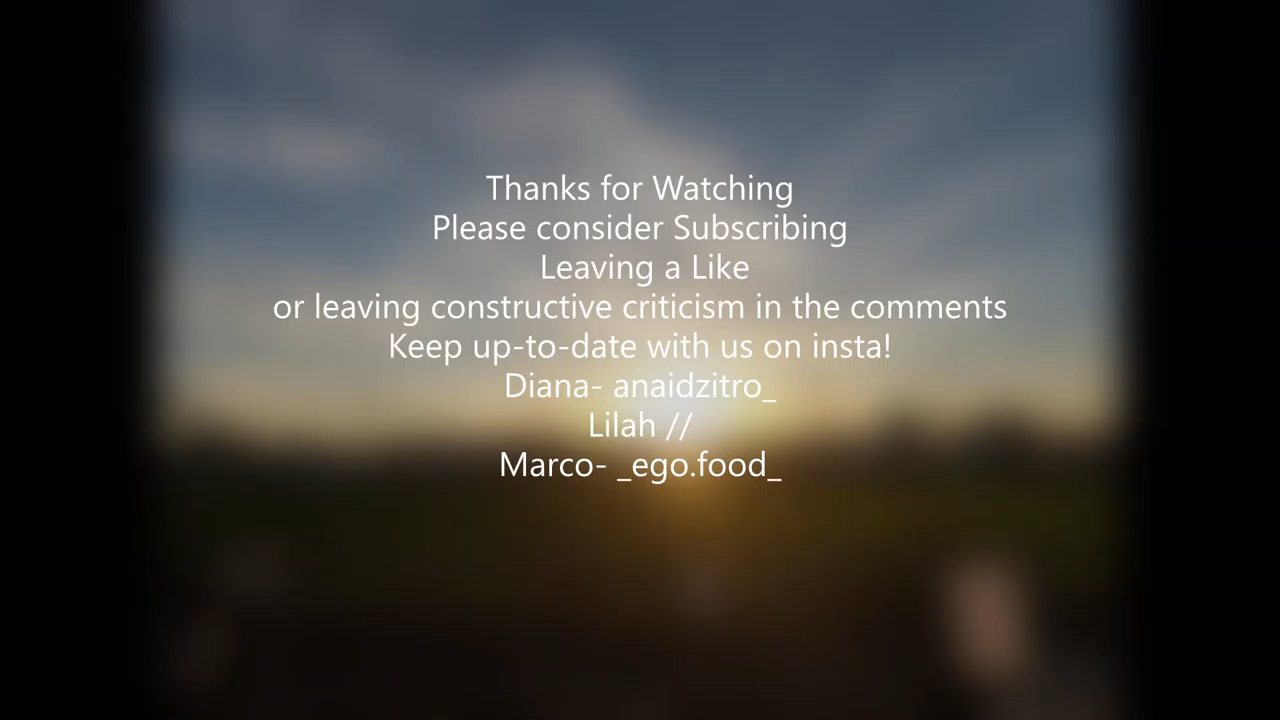 Thanks for Watching
Please consider Subscribing
Leaving a Like
or leaving constructive criticism in the comments
Keep up-to-date with us on insta!
Diana- anaidzitro_
Lilah //
Marco- _ego.food_